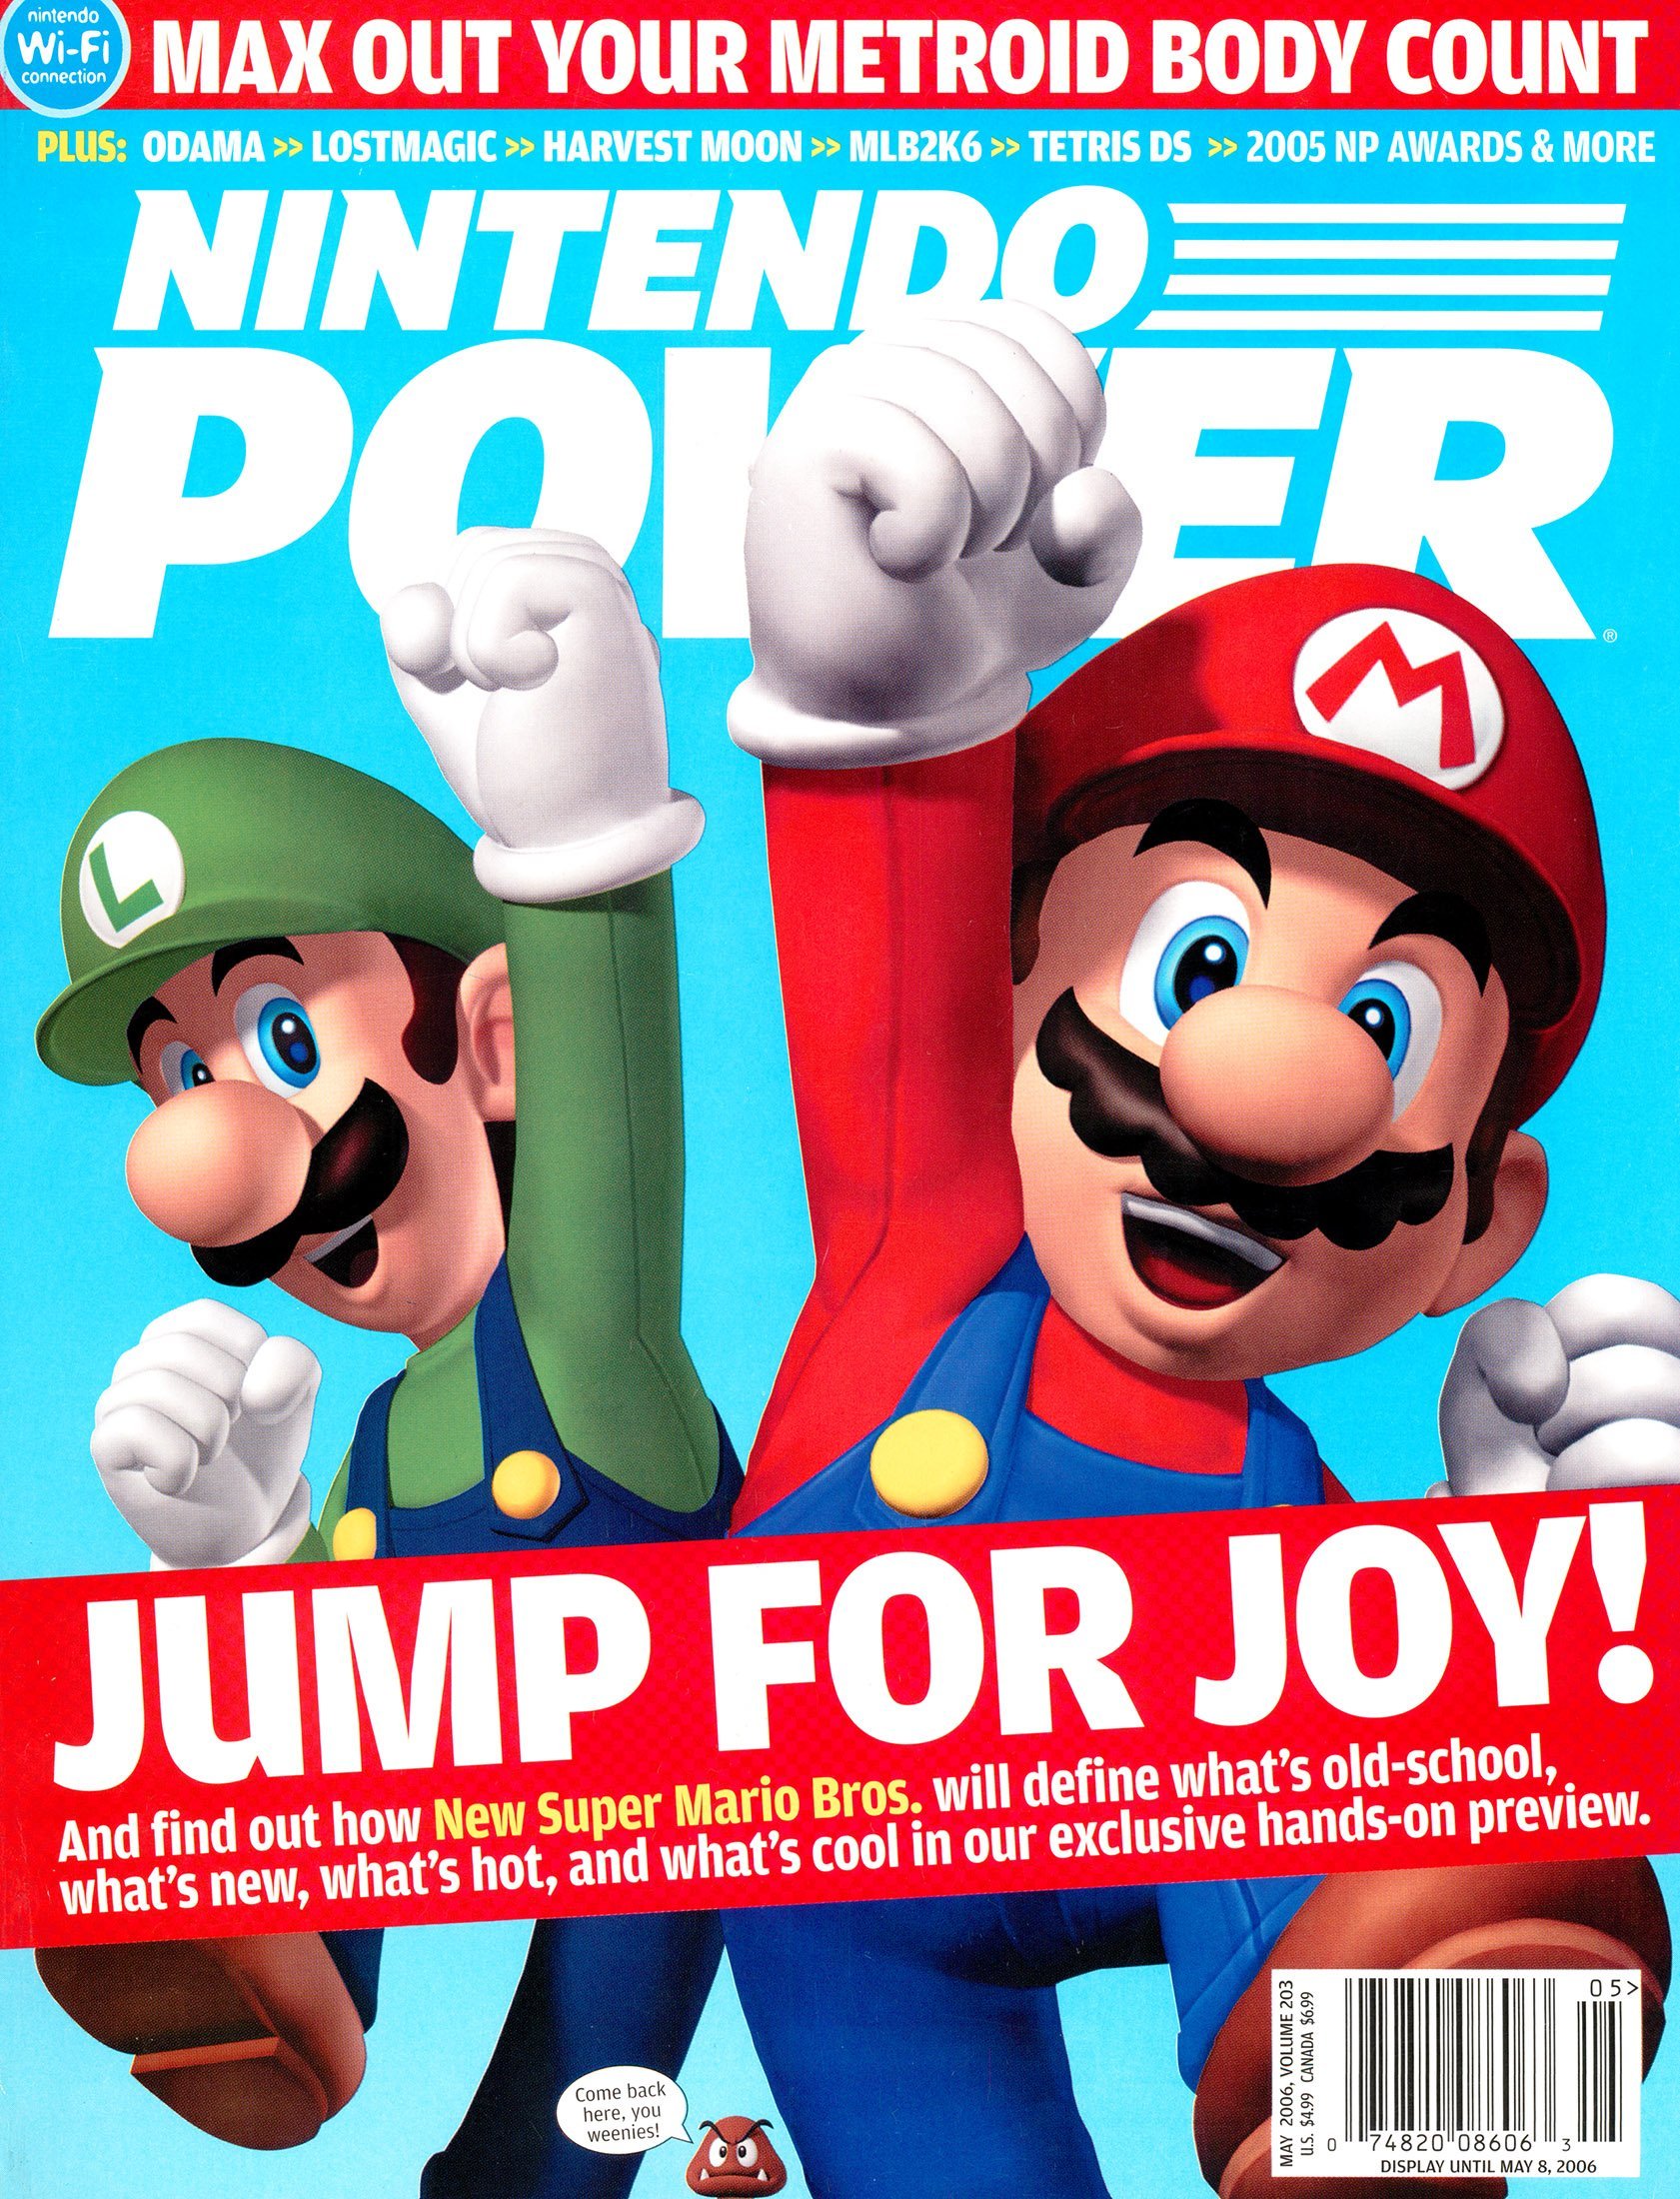 nintendo
Wi-Fi
connection
MAX OUT YOUR METROID BODY COUNT
PLUS: ODAMA >> LOSTMAGIC >> HARVEST MOON >> MLB2K6 >> TETRIS DS >> 2005 NP AWARDS & MORE
NINTENDO
POWER
®
M
L
JUMP FOR JOY!
And find out how New Super Mario Bros. will define what's old-school,
what's new, what's hot, and what's cool in our exclusive hands-on preview.
Come back
here, you
weenies!
MAY 2006, VOLUME 203
U.S. $4.99 CANADA $6.99
05>
0 74820 08606 3
DISPLAY UNTIL MAY 8, 2006